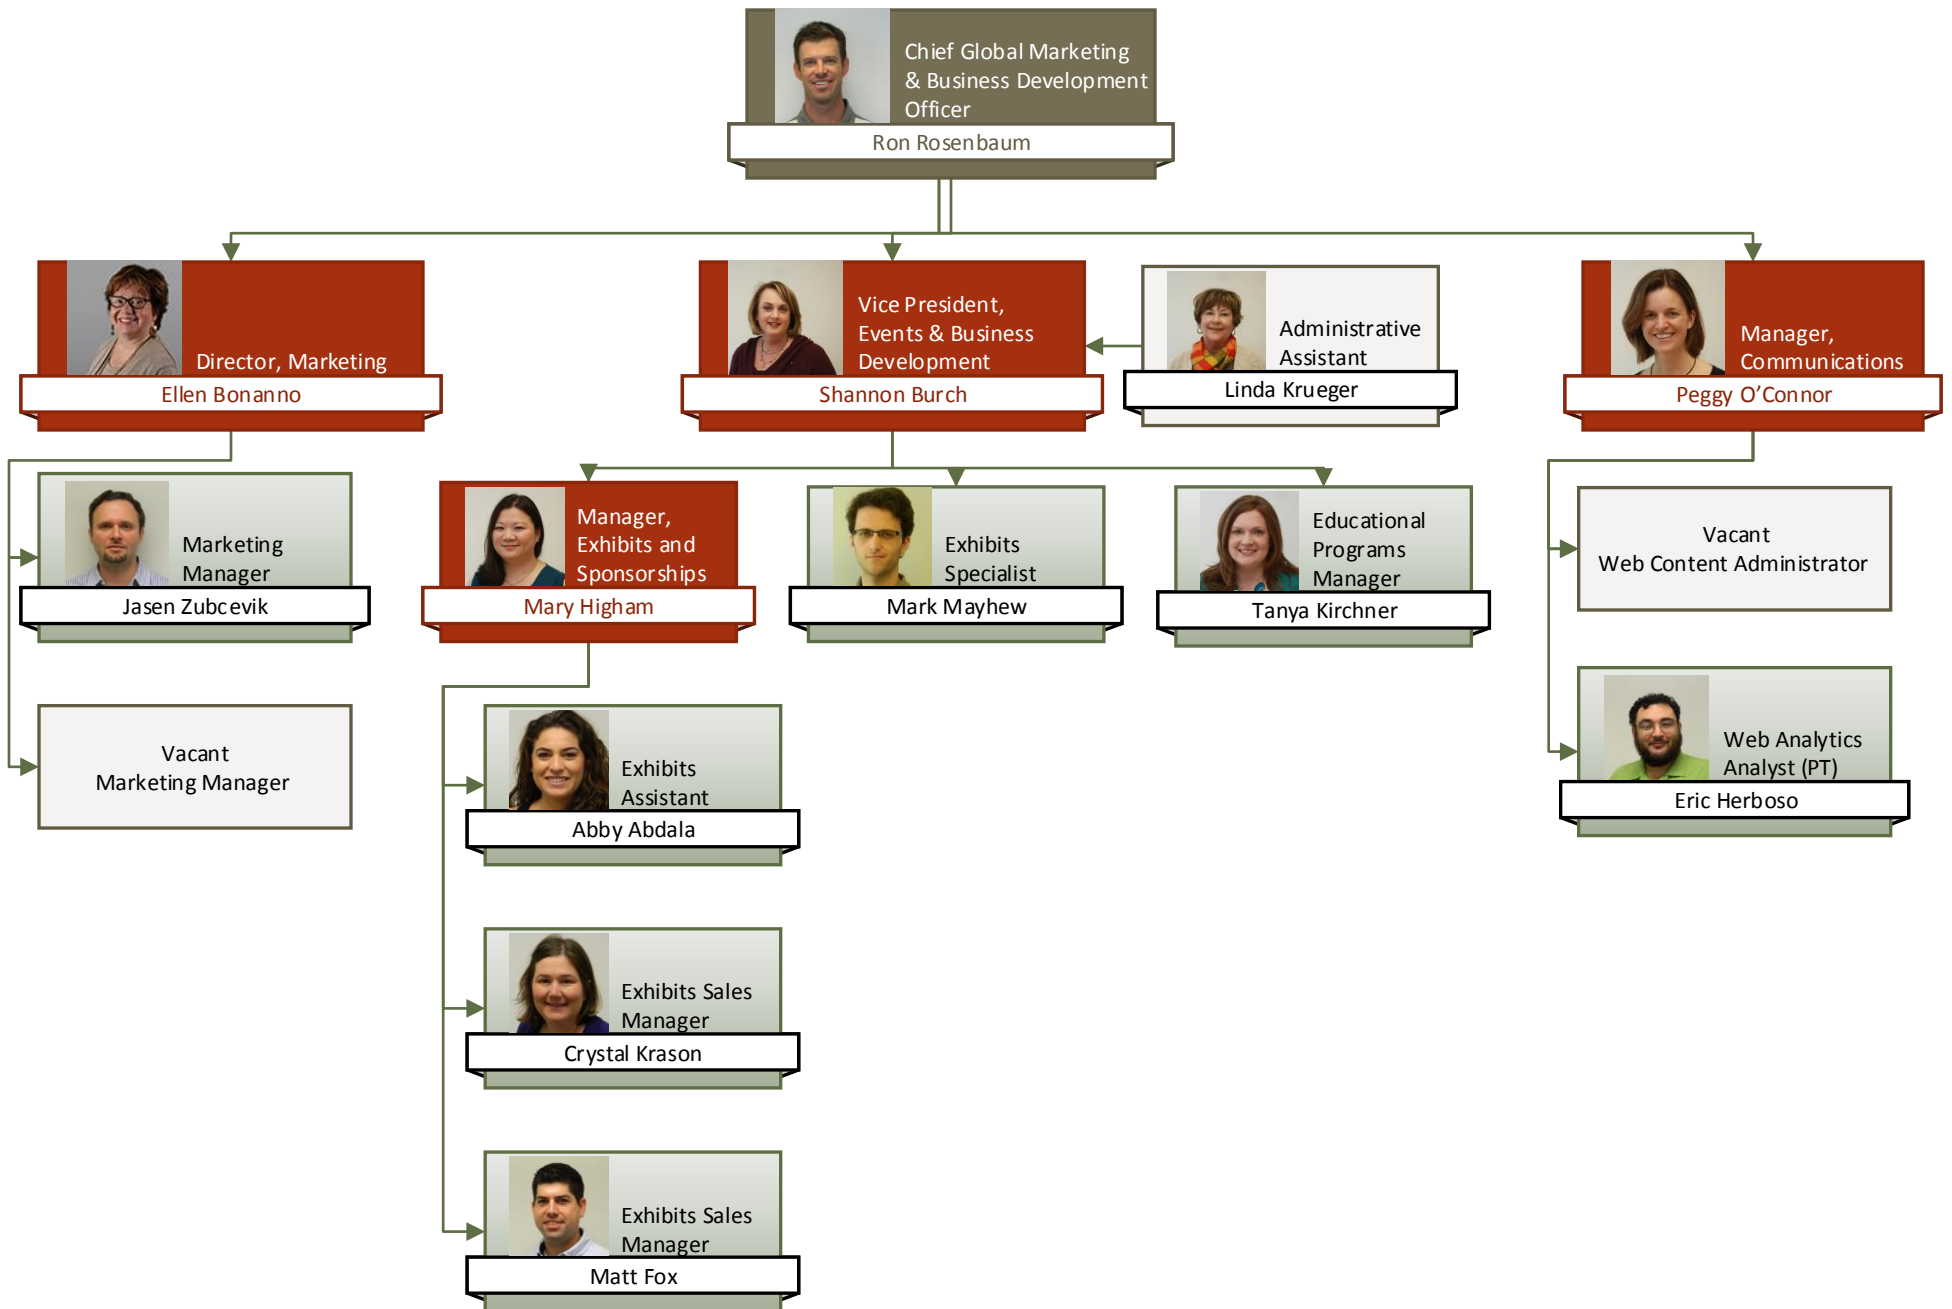 Chief Global Marketing
& Business Development
Officer
Ron Rosenbaum
Director, Marketing
Ellen Bonanno
Vice President,
Events & Business
Development
Shannon Burch
Administrative
Assistant
Linda Krueger
Manager,
Communications
Peggy O’Connor
Marketing
Manager
Jasen Zubcevik
Manager,
Exhibits and
Sponsorships
Mary Higham
Exhibits
Specialist
Mark Mayhew
Educational
Programs
Manager
Tanya Kirchner
Vacant
Web Content Administrator
Vacant
Marketing Manager
Exhibits
Assistant
Abby Abdala
Web Analytics
Analyst (PT)
Eric Herboso
Exhibits Sales
Manager
Crystal Krason
Exhibits Sales
Manager
Matt Fox